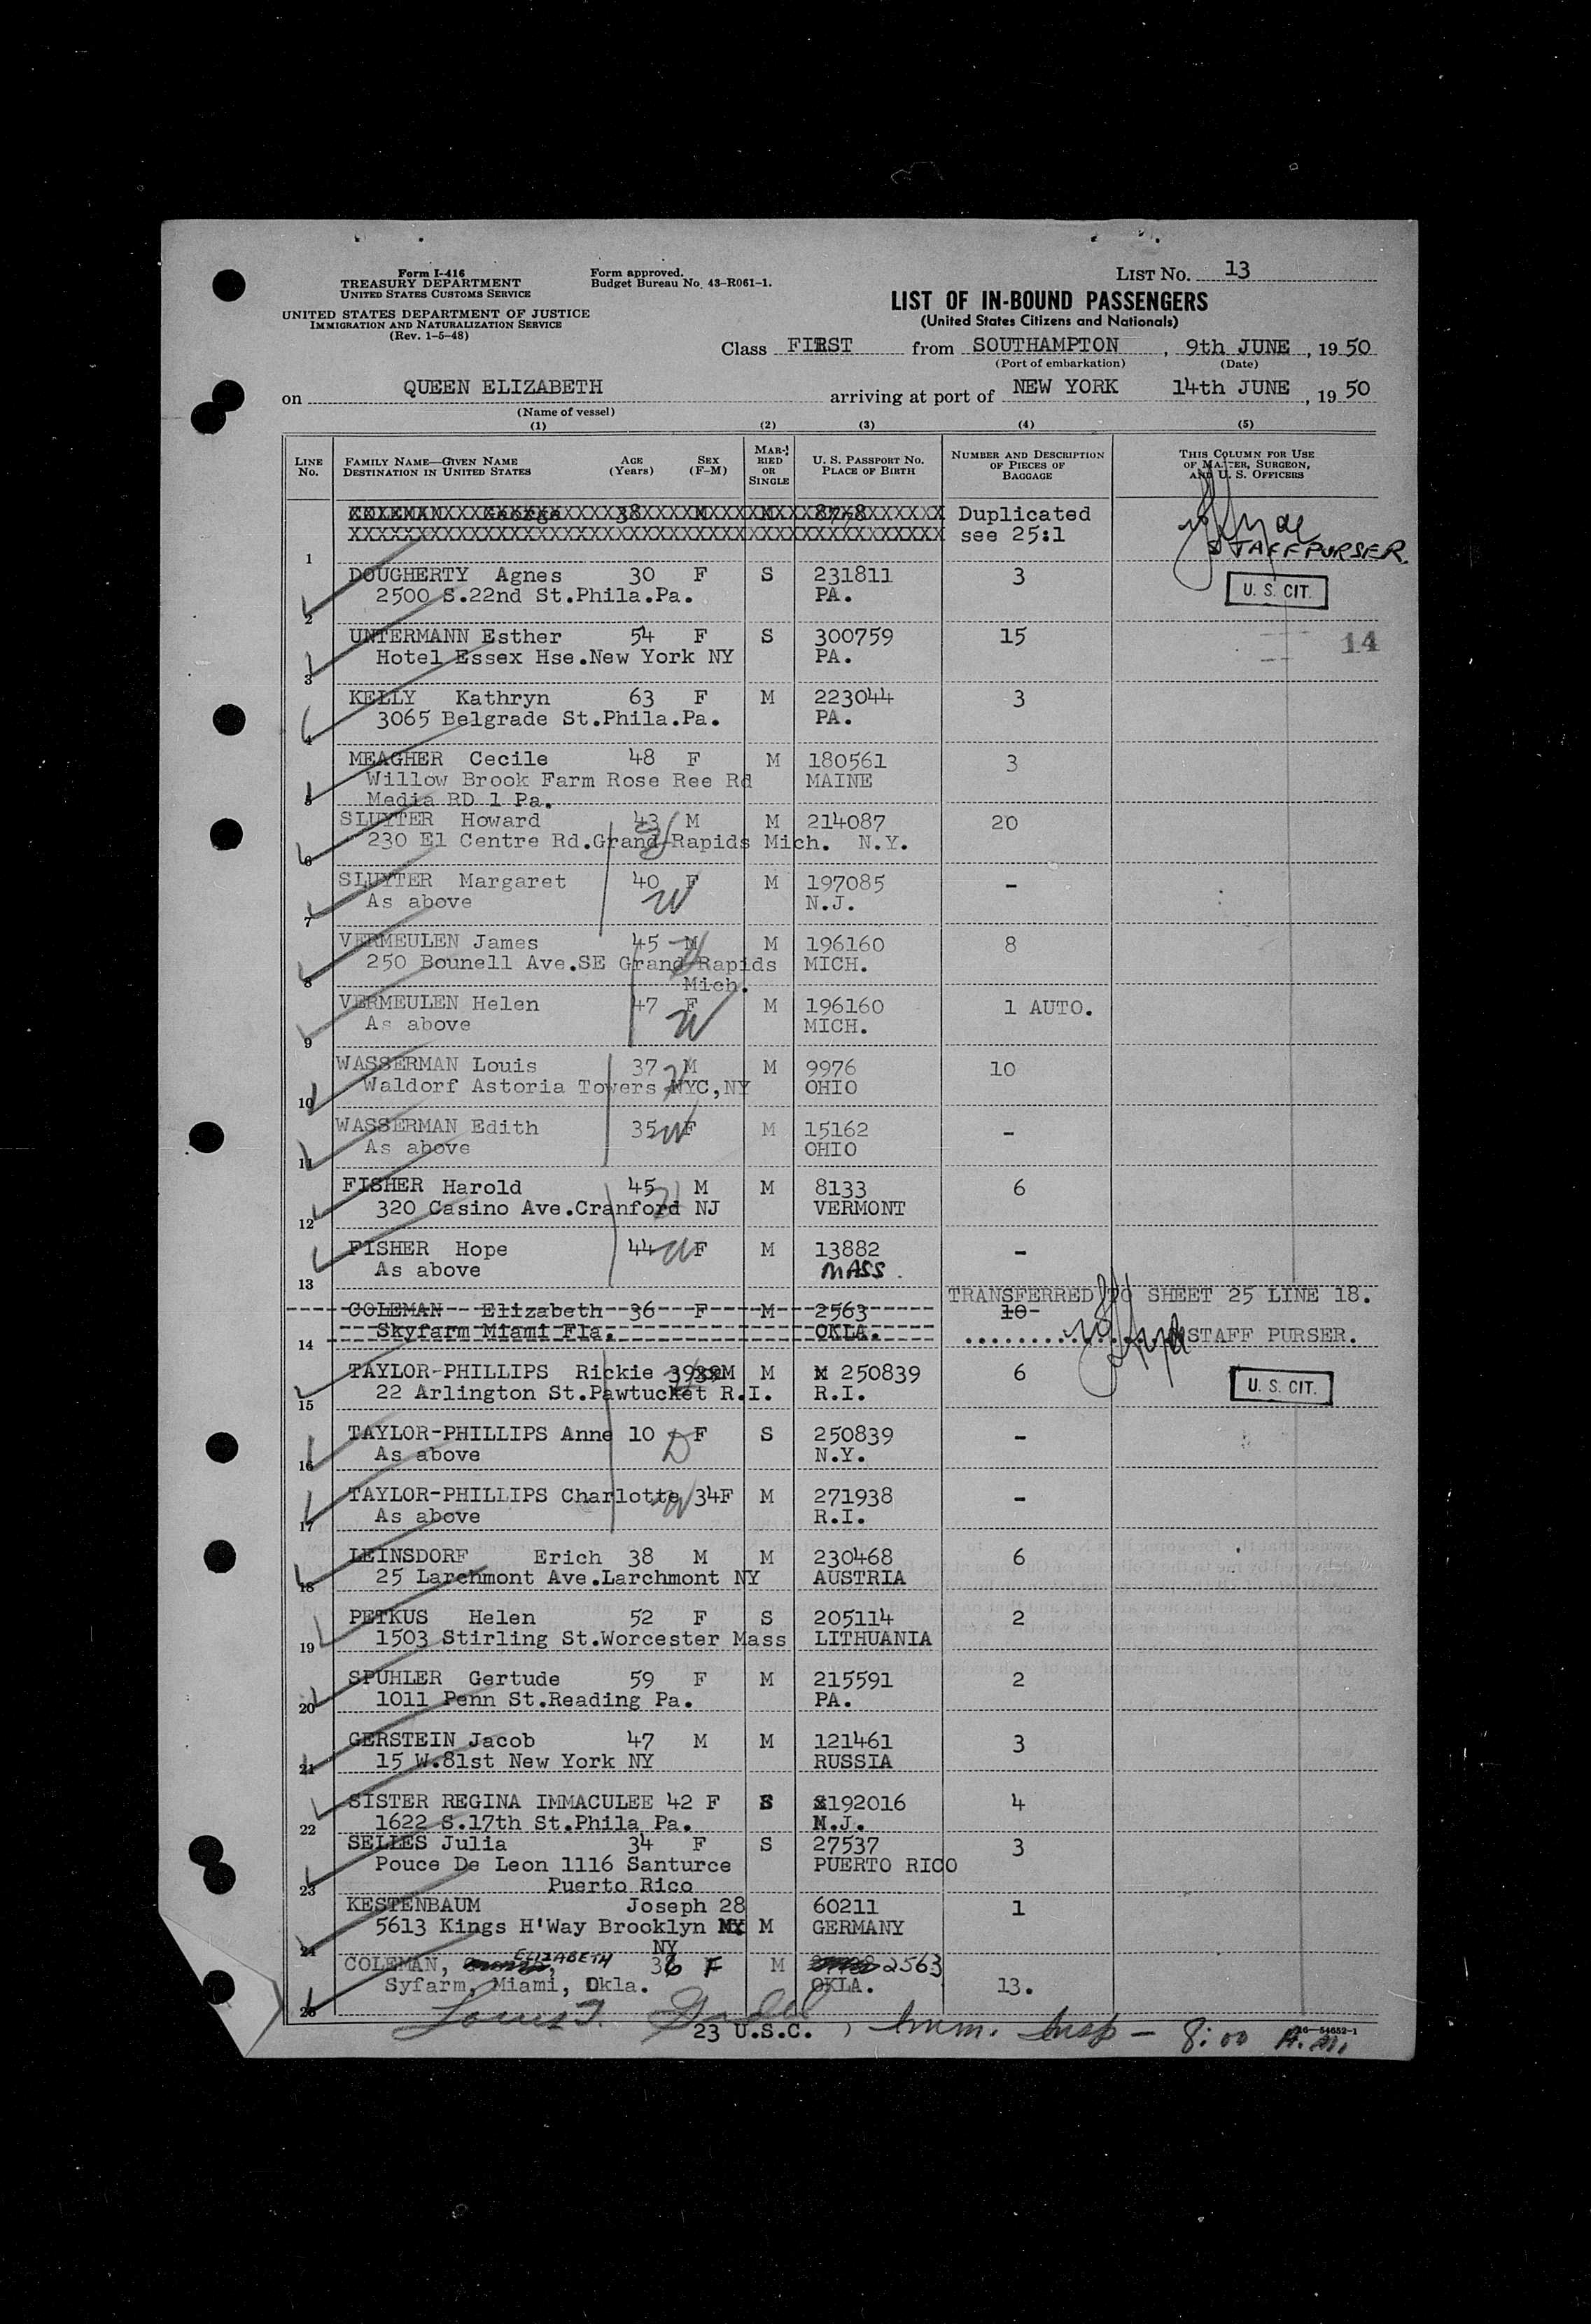 Form I-416
TREASURY DEPARTMENT
UNITED STATES CUSTOMS SERVICE
UNITED STATES DEPARTMENT OF JUSTICE
IMMIGRATION AND NATURALIZATION SERVICE
(Rev. 1-5-48)
Form approved.
Budget Bureau No. 43-R061-1.
LIST NO. 13
LIST OF IN-BOUND PASSENGERS
(United States Citizens and Nationals)
Class FIRST from SOUTHAMPTON, 9th JUNE, 1950
(Port of embarkation) (Date)
on QUEEN ELIZABETH arriving at port of NEW YORK 14th JUNE, 1950
(Name of vessel)
(1) (2) (3) (4) (5)
LINE No. FAMILY NAME—GIVEN NAME DESTINATION IN UNITED STATES AGE (Years) SEX (F-M) MARRIED OR SINGLE U. S. PASSPORT No. PLACE OF BIRTH NUMBER AND DESCRIPTION OF PIECES OF BAGGAGE THIS COLUMN FOR USE OF MASTER, SURGEON, AND U. S. OFFICERS
COLEMAN George 38 M M Duplicated
see 25:1 STAFF PURSER
1
DOUGHERTY Agnes 30 F S 231811 3 U. S. CIT.
2500 S.22nd St.Phila.Pa. PA.
2
UNTERMANN Esther 54 F S 300759 15 14
Hotel Essex Hse.New York NY PA.
3
KELLY Kathryn 63 F M 223044 3
3065 Belgrade St.Phila.Pa. PA.
4
MEAGHER Cecile 48 F M 180561 3
Willow Brook Farm Rose Ree Rd MAINE
5 Media RD 1 Pa.
SLUYTER Howard 43 M M 214087 20
230 El Centre Rd.Grand Rapids Mich. N.Y.
6
SLUYTER Margaret 40 F M 197085 -
As above W N.J.
7
VERMEULEN James 45 M M 196160 8
250 Bounell Ave.SE Grand Rapids MICH.
8 Mich.
VERMEULEN Helen 47 F M 196160 1 AUTO.
As above W MICH.
9
WASSERMAN Louis 37 M M 9976 10
Waldorf Astoria Towers NYC,NY OHIO
10
WASSERMAN Edith 35 W F M 15162 -
As above OHIO
11
FISHER Harold 45 M M 8133 6
320 Casino Ave.Cranford NJ VERMONT
12
FISHER Hope 44 W F M 13882 -
As above MASS.
13
TRANSFERRED TO SHEET 25 LINE 18.
COLEMAN Elizabeth 36 F M 2563 10
Skyfarm Miami Fla. OKLA. STAFF PURSER.
14
TAYLOR-PHILLIPS Rickie 39 M M 250839 6 U. S. CIT.
22 Arlington St.Pawtucket R.I. R.I.
15
TAYLOR-PHILLIPS Anne 10 D F S 250839 -
As above N.Y.
16
TAYLOR-PHILLIPS Charlotte W 34F M 271938 -
As above R.I.
17
LEINSDORF Erich 38 M M 230468 6
25 Larchmont Ave.Larchmont NY AUSTRIA
18
PETKUS Helen 52 F S 205114 2
1503 Stirling St.Worcester Mass LITHUANIA
19
SPUHLER Gertude 59 F M 215591 2
1011 Penn St.Reading Pa. PA.
20
GERSTEIN Jacob 47 M M 121461 3
15 W.81st New York NY RUSSIA
21
SISTER REGINA IMMACULEE 42 F S 192016 4
1622 S.17th St.Phila Pa. N.J.
22
SELLES Julia 34 F S 27537 3
Pouce De Leon 1116 Santurce PUERTO RICO
23 Puerto Rico
KESTENBAUM Joseph 28 60211 1
5613 Kings H'Way Brooklyn M GERMANY
24 NY
COLEMAN, ELIZABETH 36 F M 2563
Syfarm, Miami, Okla. OKLA. 13.
25
Louis T. 23 U.S.C., Imm. Insp - 8:00 A.M.
16—54652-1